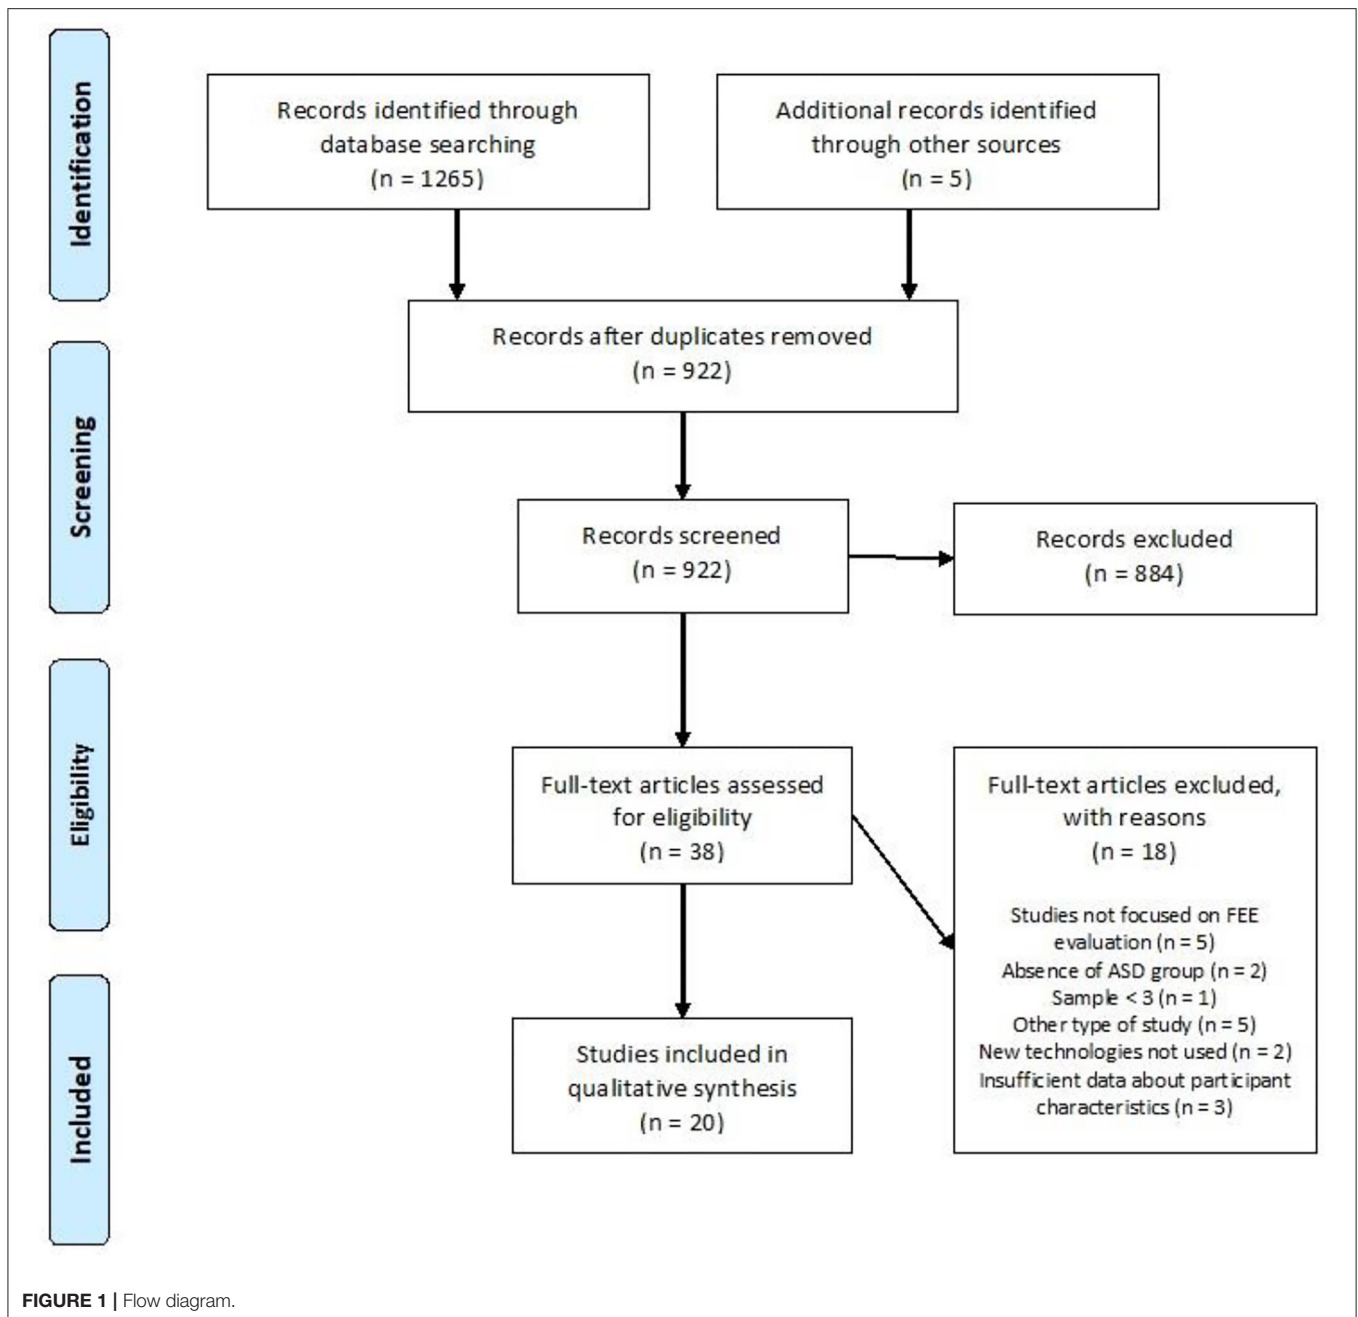 Identification
Records identified through
database searching
(n = 1265)
Additional records identified
through other sources
(n = 5)
Records after duplicates removed
(n = 922)
Screening
Records screened
(n = 922)
Records excluded
(n = 884)
Eligibility
Full-text articles assessed
for eligibility
(n = 38)
Full-text articles excluded,
with reasons
(n = 18)
Studies not focused on FEE
evaluation (n = 5)
Absence of ASD group (n = 2)
Sample < 3 (n = 1)
Other type of study (n = 5)
New technologies not used (n = 2)
Insufficient data about participant
characteristics (n = 3)
Included
Studies included in
qualitative synthesis
(n = 20)
FIGURE 1 | Flow diagram.